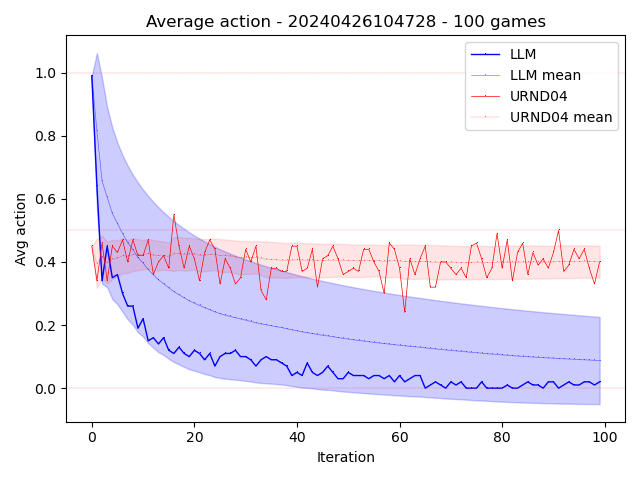 Average action - 20240426104728 - 100 games
LLM
LLM mean
URND04
URND04 mean
Avg action
1.0
0.8
0.6
0.4
0.2
0.0
0
20
40
60
80
100
Iteration